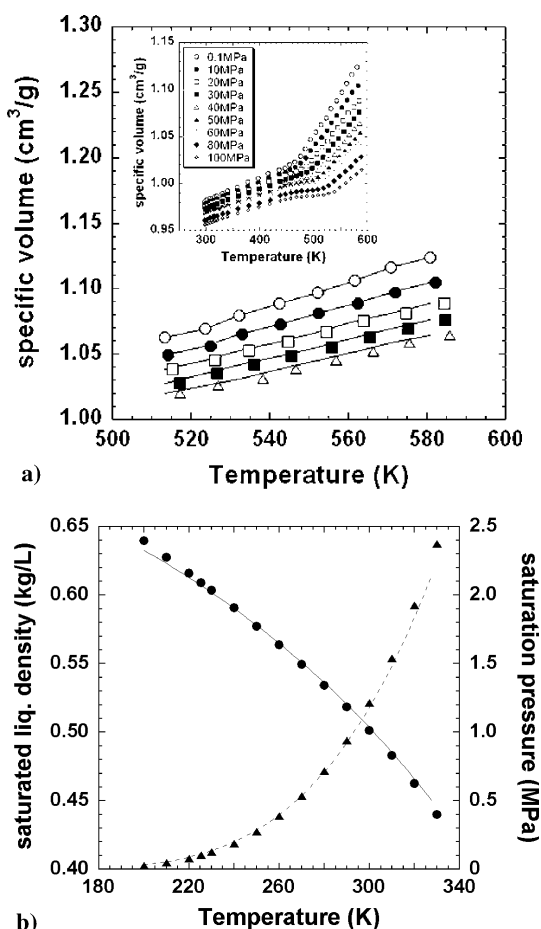 a)
specific volume (cm³/g)
1.30
1.25
1.20
1.15
1.10
1.05
1.00
500 520 540 560 580 600
Temperature (K)
specific volume (cm³/g)
1.15
1.10
1.05
1.00
0.95
300 400 500 600
Temperature (K)
0.1MPa
10MPa
20MPa
30MPa
40MPa
50MPa
60MPa
80MPa
100MPa
b)
saturated liq. density (kg/L)
0.65
0.60
0.55
0.50
0.45
0.40
180 220 260 300 340
Temperature (K)
2.5
2.0
1.5
1.0
0.5
0
saturation pressure (MPa)